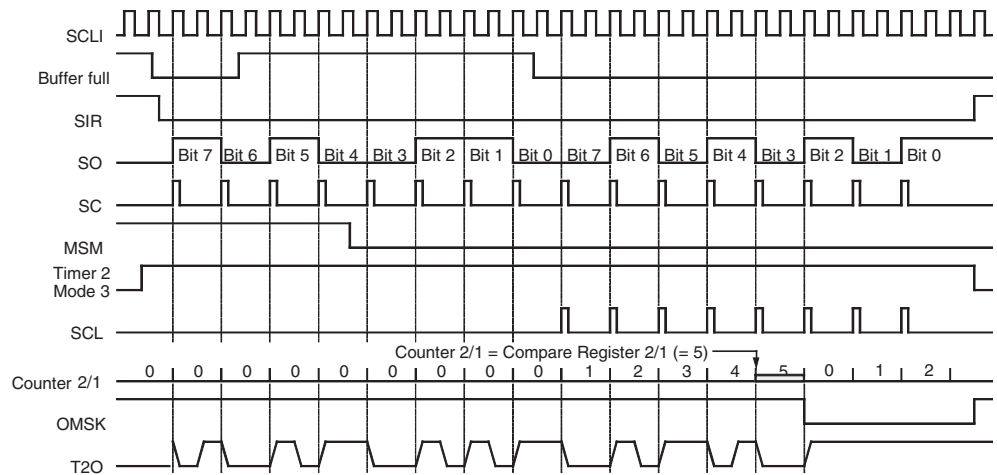 SCLI
Buffer full
SIR
SO Bit 7 Bit 6 Bit 5 Bit 4 Bit 3 Bit 2 Bit 1 Bit 0 Bit 7 Bit 6 Bit 5 Bit 4 Bit 3 Bit 2 Bit 1 Bit 0
SC
MSM
Timer 2
Mode 3
SCL
Counter 2/1 = Compare Register 2/1 (= 5)
Counter 2/1 0 0 0 0 0 0 0 0 0 1 2 3 4 5 0 1 2
OMSK
T2O